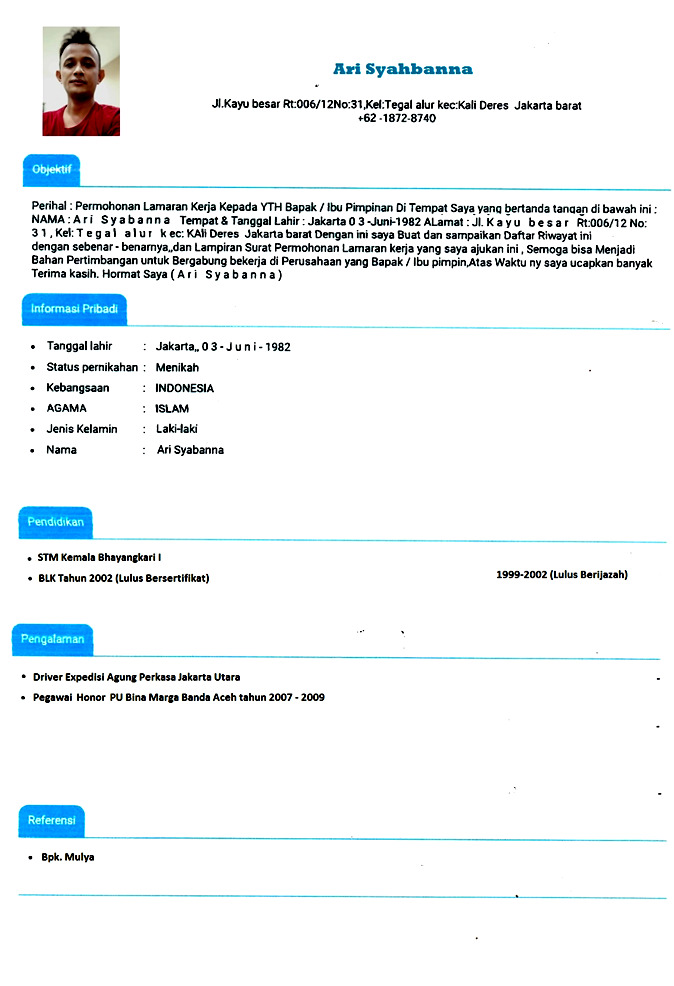 Ari Syahbanna
Jl.Kayu besar Rt:006/12No:31,Kel:Tegal alur kec:Kali Deres Jakarta barat
+62 -1872-8740
Objektif
Perihal : Permohonan Lamaran Kerja Kepada YTH Bapak / Ibu Pimpinan Di Tempat Saya yang bertanda tangan di bawah ini :
NAMA : A r i S y a b a n n a Tempat & Tanggal Lahir : Jakarta 0 3 -Juni-1982 ALamat : Jl. K a y u b e s a r Rt:006/12 No:
3 1 , Kel: T e g a l a l u r k ec: KAli Deres Jakarta barat Dengan ini saya Buat dan sampaikan Daftar Riwayat ini
dengan sebenar - benarnya,,dan Lampiran Surat Permohonan Lamaran kerja yang saya ajukan ini , Semoga bisa Menjadi
Bahan Pertimbangan untuk Bergabung bekerja di Perusahaan yang Bapak / Ibu pimpin,Atas Waktu ny saya ucapkan banyak
Terima kasih. Hormat Saya ( A r i S y a b a n n a )
Informasi Pribadi
• Tanggal lahir : Jakarta,, 0 3 - J u n i - 1982
• Status pernikahan : Menikah
• Kebangsaan : INDONESIA
• AGAMA : ISLAM
• Jenis Kelamin : Laki-laki
• Nama : Ari Syabanna
Pendidikan
• STM Kemala Bhayangkari I
• BLK Tahun 2002 (Lulus Bersertifikat) 1999-2002 (Lulus Berijazah)
Pengalaman
• Driver Expedisi Agung Perkasa Jakarta Utara
• Pegawai Honor PU Bina Marga Banda Aceh tahun 2007 - 2009
Referensi
• Bpk. Mulya